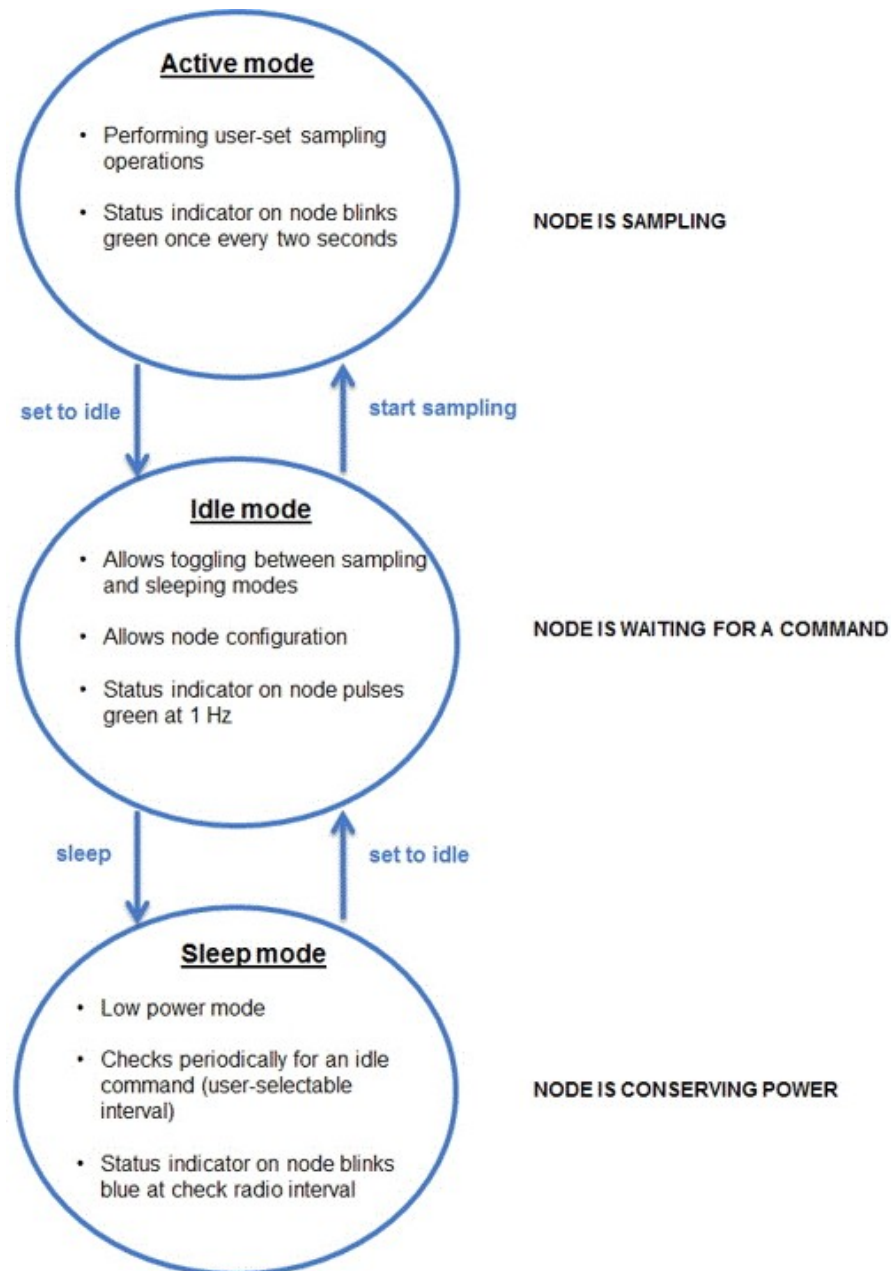 Active mode
• Performing user-set sampling
operations
• Status indicator on node blinks
green once every two seconds
NODE IS SAMPLING
set to idle
start sampling
Idle mode
• Allows toggling between sampling
and sleeping modes
• Allows node configuration
• Status indicator on node pulses
green at 1 Hz
NODE IS WAITING FOR A COMMAND
sleep
set to idle
Sleep mode
• Low power mode
• Checks periodically for an idle
command (user-selectable
interval)
• Status indicator on node blinks
blue at check radio interval
NODE IS CONSERVING POWER